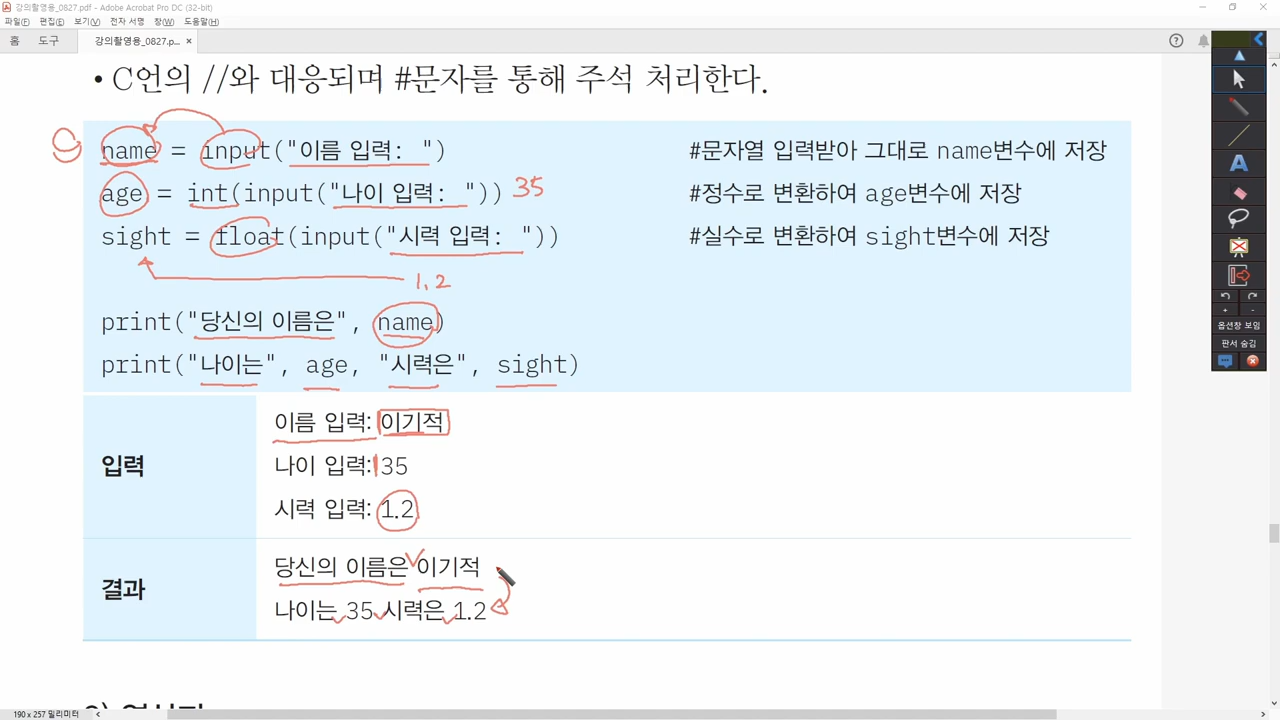 강의촬영용_0827.pdf - Adobe Acrobat Pro DC (32-bit)
파일(F) 편집(E) 보기(V) 전자 서명 창(W) 도움말(H)
홈 도구 강의촬영용_0827.p... ×
• C언의 //와 대응되며 #문자를 통해 주석 처리한다.
name = input("이름 입력: ") #문자열 입력받아 그대로 name변수에 저장
age = int(input("나이 입력: ")) 35 #정수로 변환하여 age변수에 저장
sight = float(input("시력 입력: ")) #실수로 변환하여 sight변수에 저장
1.2
print("당신의 이름은", name)
print("나이는", age, "시력은", sight)
입력
이름 입력: 이기적
나이 입력: 35
시력 입력: 1.2
결과
당신의 이름은 이기적
나이는 35 시력은 1.2
옵션창 보임
판서 숨김
190 x 257 밀리미터